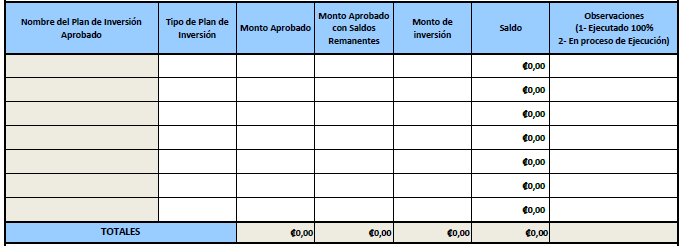 Nombre del Plan de Inversión
Aprobado
Tipo de Plan de
Inversión
Monto Aprobado
Monto Aprobado
con Saldos
Remanentes
Monto de
inversión
Saldo
Observaciones
(1- Ejecutado 100%
2- En proceso de Ejecución)
₡0,00
₡0,00
₡0,00
₡0,00
₡0,00
₡0,00
₡0,00
TOTALES ₡0,00 ₡0,00 ₡0,00 ₡0,00